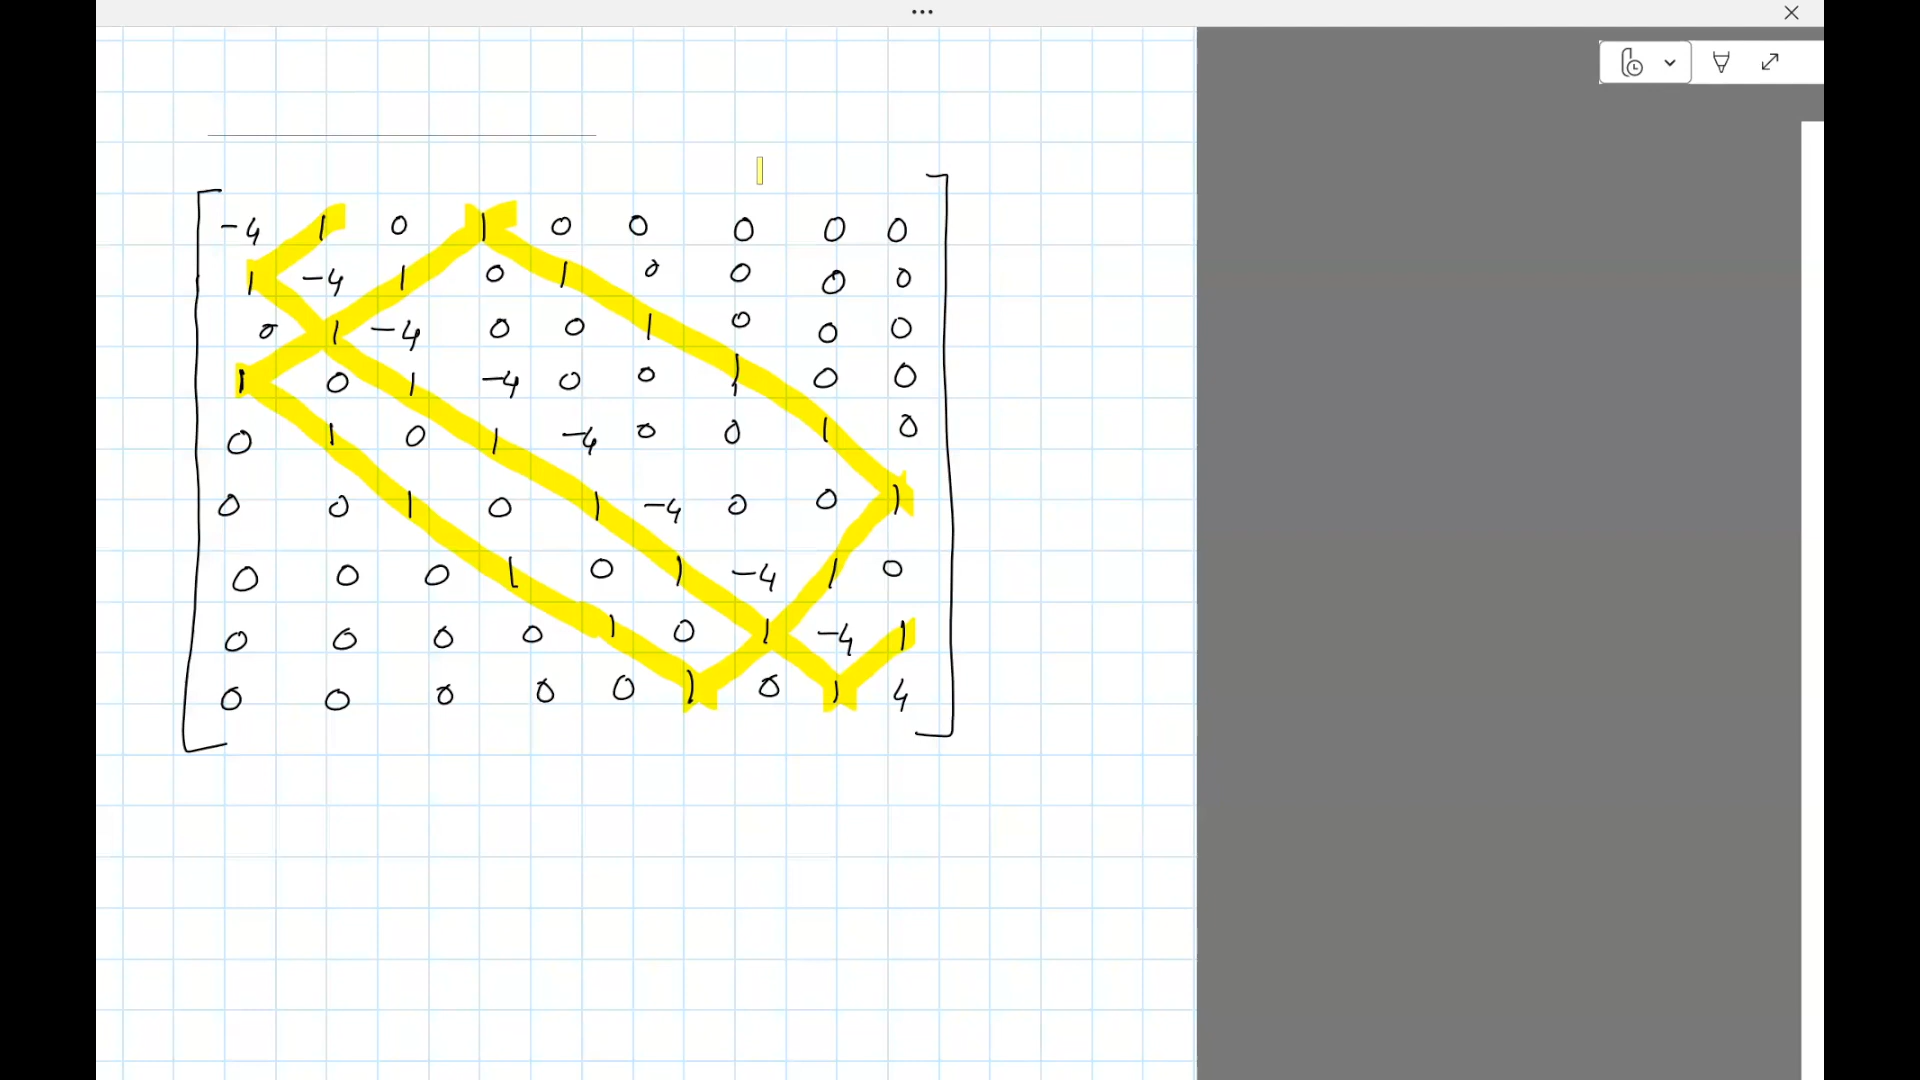 -4 1 0 1 0 0 0 0 0
1 -4 1 0 1 0 0 0 0
0 1 -4 0 0 1 0 0 0
1 0 1 -4 0 0 1 0 0
0 1 0 1 -4 0 0 1 0
0 0 1 0 1 -4 0 0 1
0 0 0 1 0 1 -4 1 0
0 0 0 0 1 0 1 -4 1
0 0 0 0 0 1 0 1 4